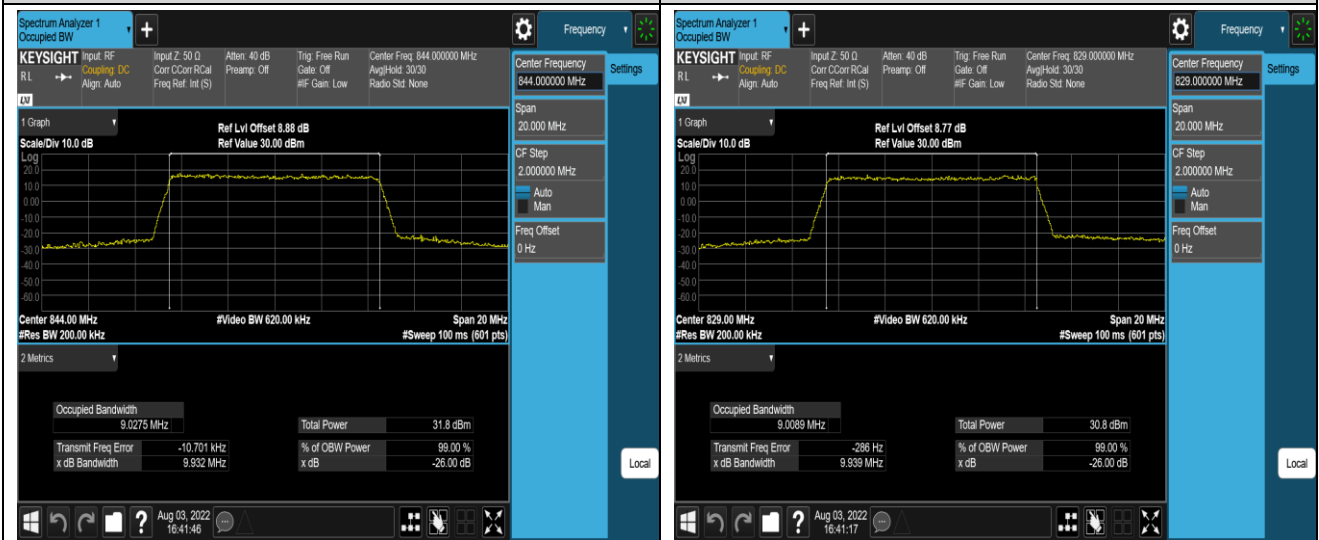 Spectrum Analyzer 1
Occupied BW
+
Frequency
KEYSIGHT
Input: RF
Coupling: DC
Align: Auto
Input Z: 50 Ω
Corr CCorr RCal
Freq Ref: Int (S)
Atten: 40 dB
Preamp: Off
Trig: Free Run
Gate: Off
#IF Gain: Low
Center Freq: 844.000000 MHz
Avg|Hold: 30/30
Radio Std: None
RL
LXI
Center Frequency
844.000000 MHz
Settings
Span
20.000 MHz
CF Step
2.000000 MHz
Auto
Man
Freq Offset
0 Hz
1 Graph
Ref Lvl Offset 8.88 dB
Scale/Div 10.0 dB
Ref Value 30.00 dBm
Log
20.0
10.0
0.00
-10.0
-20.0
-30.0
-40.0
-50.0
-60.0
Center 844.00 MHz
#Video BW 620.00 kHz
Span 20 MHz
#Res BW 200.00 kHz
#Sweep 100 ms (601 pts)
2 Metrics
Occupied Bandwidth
9.0275 MHz
Total Power 31.8 dBm
Transmit Freq Error -10.701 kHz
% of OBW Power 99.00 %
x dB Bandwidth 9.932 MHz
x dB -26.00 dB
Local
?
Aug 03, 2022
16:41:46
Spectrum Analyzer 1
Occupied BW
+
Frequency
KEYSIGHT
Input: RF
Coupling: DC
Align: Auto
Input Z: 50 Ω
Corr CCorr RCal
Freq Ref: Int (S)
Atten: 40 dB
Preamp: Off
Trig: Free Run
Gate: Off
#IF Gain: Low
Center Freq: 829.000000 MHz
Avg|Hold: 30/30
Radio Std: None
RL
LXI
Center Frequency
829.000000 MHz
Settings
Span
20.000 MHz
CF Step
2.000000 MHz
Auto
Man
Freq Offset
0 Hz
1 Graph
Ref Lvl Offset 8.77 dB
Scale/Div 10.0 dB
Ref Value 30.00 dBm
Log
20.0
10.0
0.00
-10.0
-20.0
-30.0
-40.0
-50.0
-60.0
Center 829.00 MHz
#Video BW 620.00 kHz
Span 20 MHz
#Res BW 200.00 kHz
#Sweep 100 ms (601 pts)
2 Metrics
Occupied Bandwidth
9.0089 MHz
Total Power 30.8 dBm
Transmit Freq Error -286 Hz
% of OBW Power 99.00 %
x dB Bandwidth 9.939 MHz
x dB -26.00 dB
Local
?
Aug 03, 2022
16:41:17